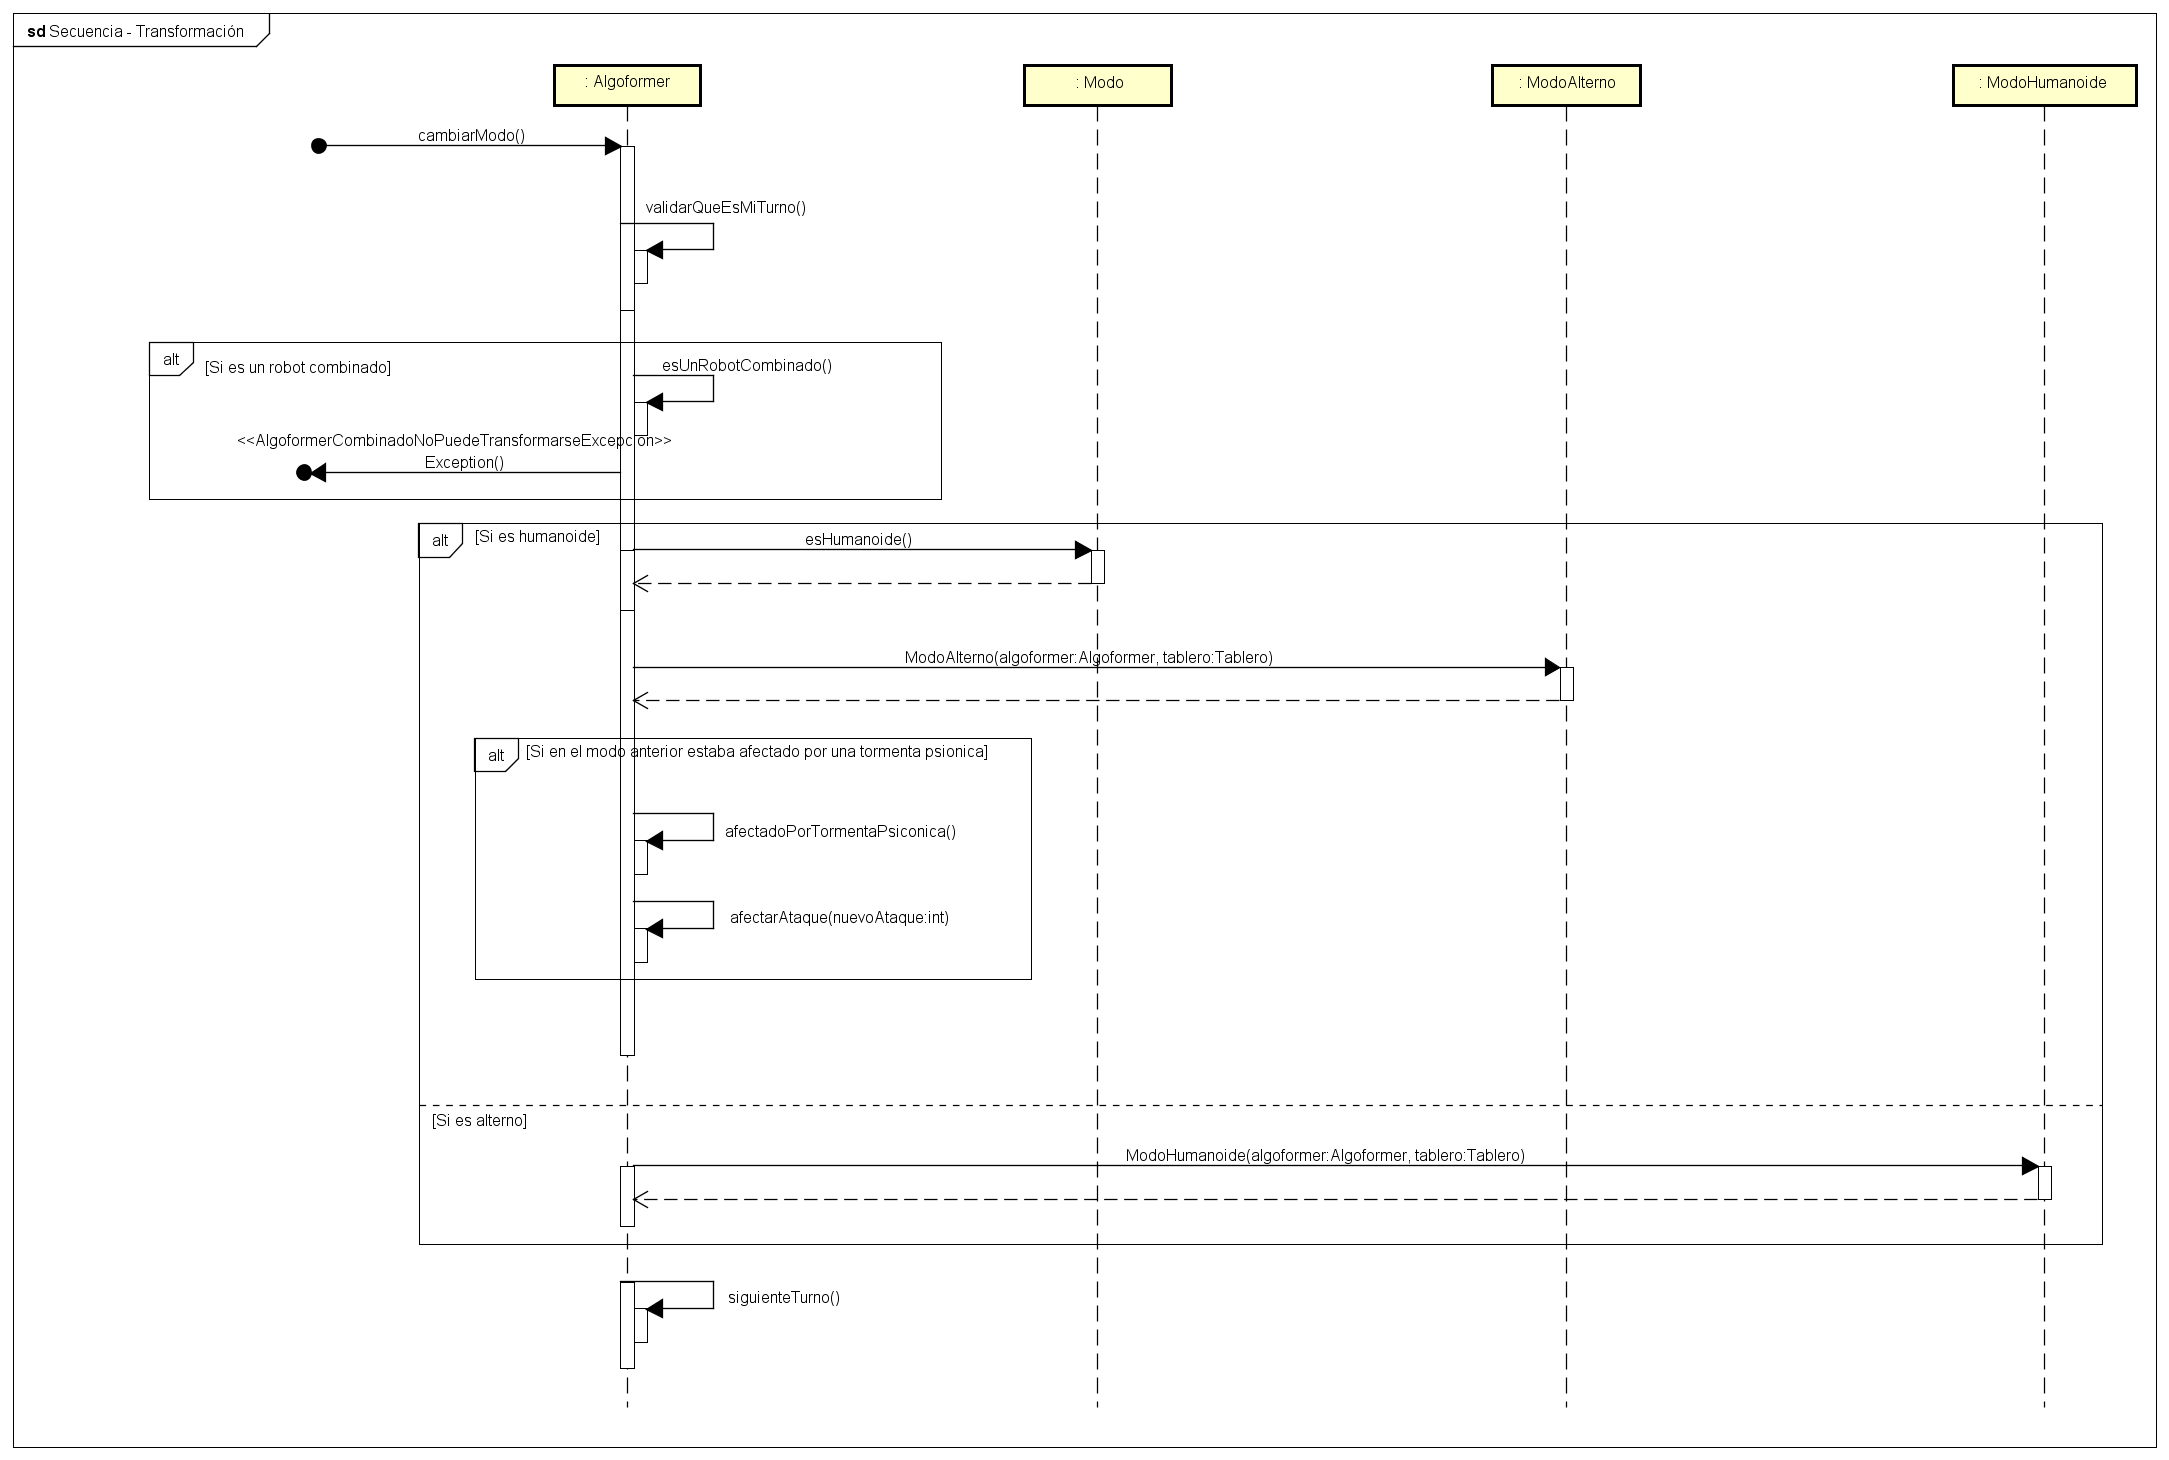 sd Secuencia - Transformación
: Algoformer
: Modo
: ModoAlterno
: ModoHumanoide
cambiarModo()
validarQueEsMiTurno()
alt
[Si es un robot combinado]
esUnRobotCombinado()
<<AlgoformerCombinadoNoPuedeTransformarseExcepcion>>
Exception()
alt
[Si es humanoide]
esHumanoide()
ModoAlterno(algoformer:Algoformer, tablero:Tablero)
alt
[Si en el modo anterior estaba afectado por una tormenta psionica]
afectadoPorTormentaPsiconica()
afectarAtaque(nuevoAtaque:int)
[Si es alterno]
ModoHumanoide(algoformer:Algoformer, tablero:Tablero)
siguienteTurno()